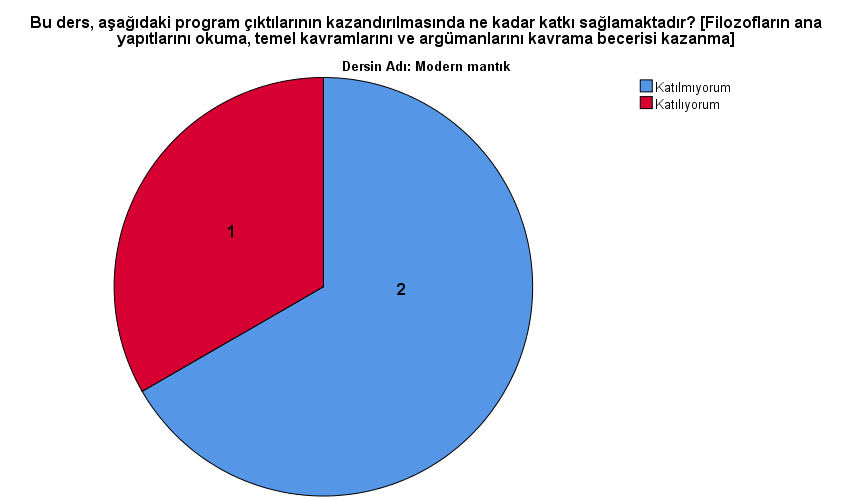 Bu ders, aşağıdaki program çıktılarının kazandırılmasında ne kadar katkı sağlamaktadır? [Filozofların ana
yapıtlarını okuma, temel kavramlarını ve argümanlarını kavrama becerisi kazanma]
Dersin Adı: Modern mantık
Katılmıyorum
Katılıyorum
1
2